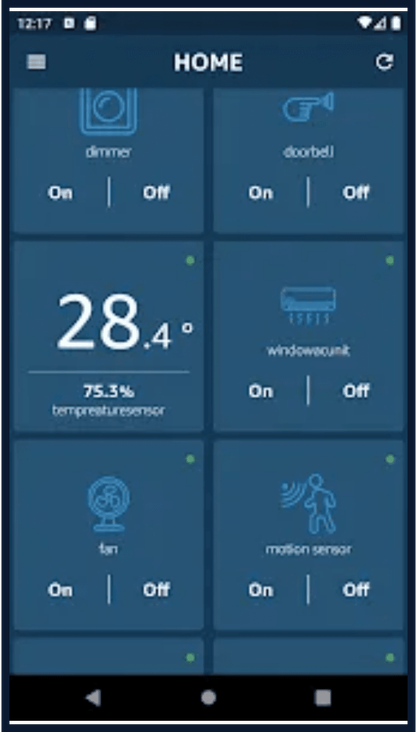 12:17
HOME
dimmer
doorbell
On Off
On Off
28.4°
75.3%
tempreaturesensor
windowacunit
On Off
fan
motion sensor
On Off
On Off